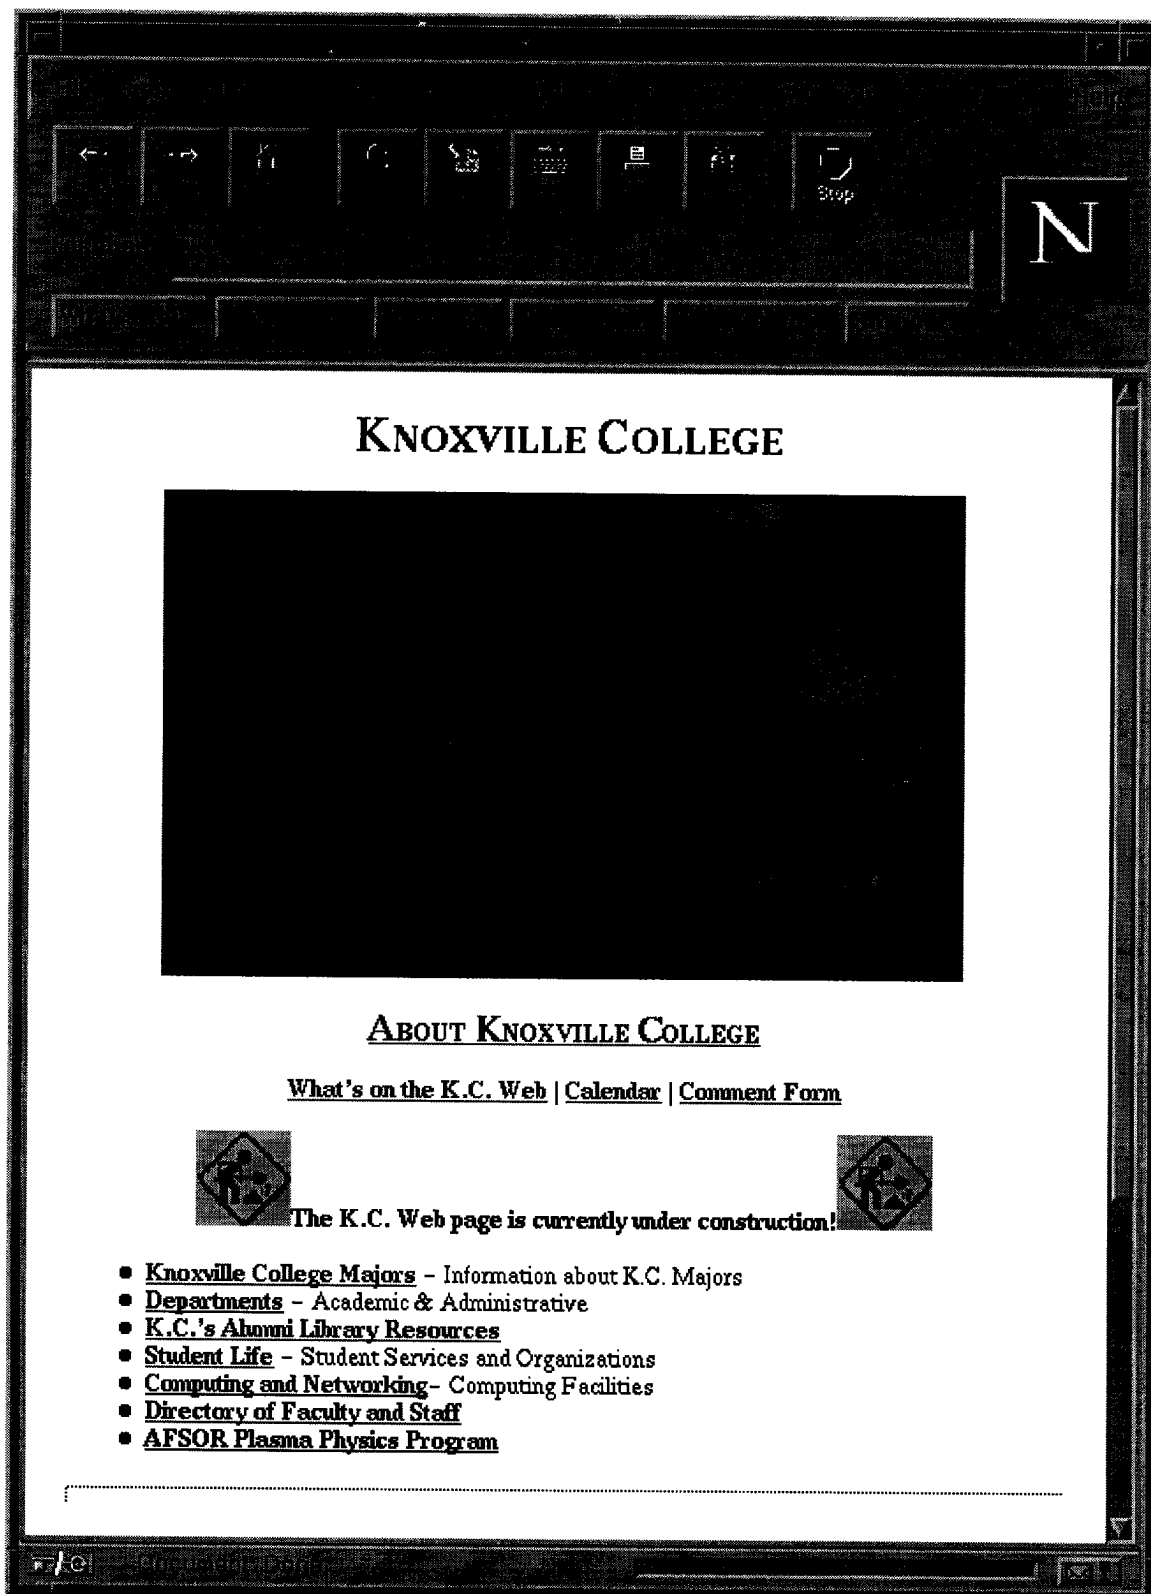 Stop
N
KNOXVILLE COLLEGE
ABOUT KNOXVILLE COLLEGE
What's on the K.C. Web | Calendar | Comment Form
The K.C. Web page is currently under construction!
● Knoxville College Majors – Information about K.C. Majors
● Departments – Academic & Administrative
● K.C.'s Alumni Library Resources
● Student Life – Student Services and Organizations
● Computing and Networking– Computing Facilities
● Directory of Faculty and Staff
● AFSOR Plasma Physics Program